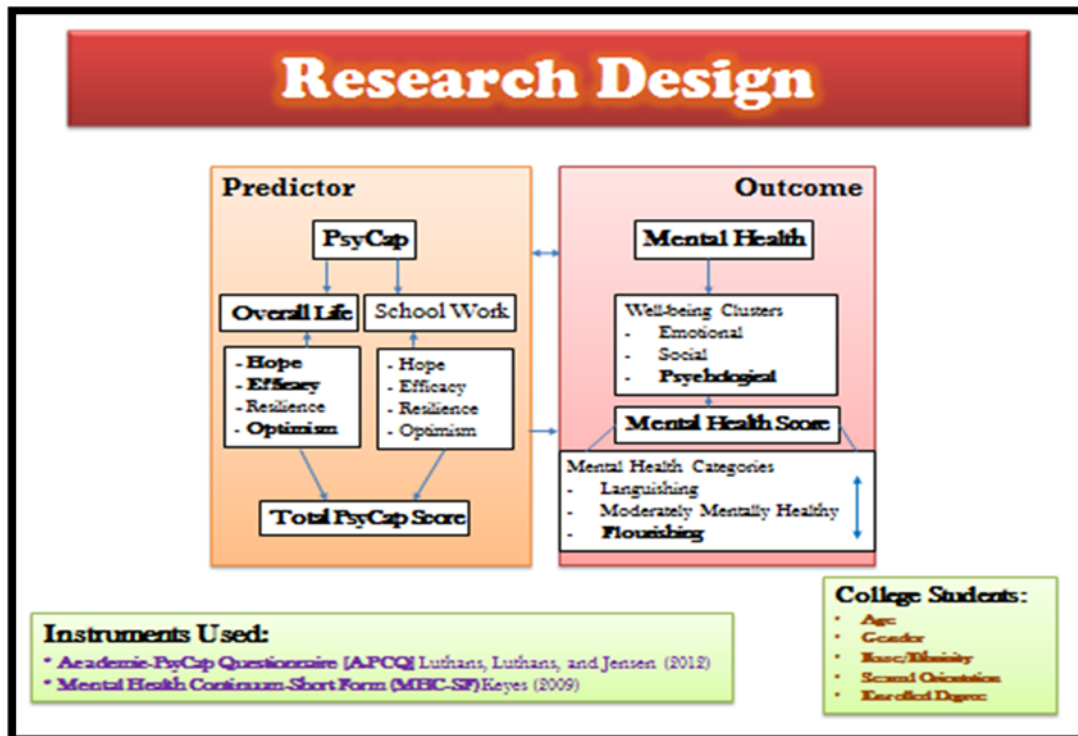 Research Design
Predictor
PsyCap
Overall Life
School Work
- Hope
- Efficacy
- Resilience
- Optimism
- Hope
- Efficacy
- Resilience
- Optimism
Total PsyCap Score
Outcome
Mental Health
Well-being Clusters
- Emotional
- Social
- Psychological
Mental Health Score
Mental Health Categories
- Languishing
- Moderately Mentally Healthy
- Flourishing
Instruments Used:
* Academic-PsyCap Questionnaire [APCQ] Luthans, Luthans, and Jensen (2012)
* Mental Health Continuum-Short Form (MHC-SF) Keyes (2009)
College Students:
• Age
• Gender
• Race/Ethnicity
• Sexual Orientation
• Enrolled Degree